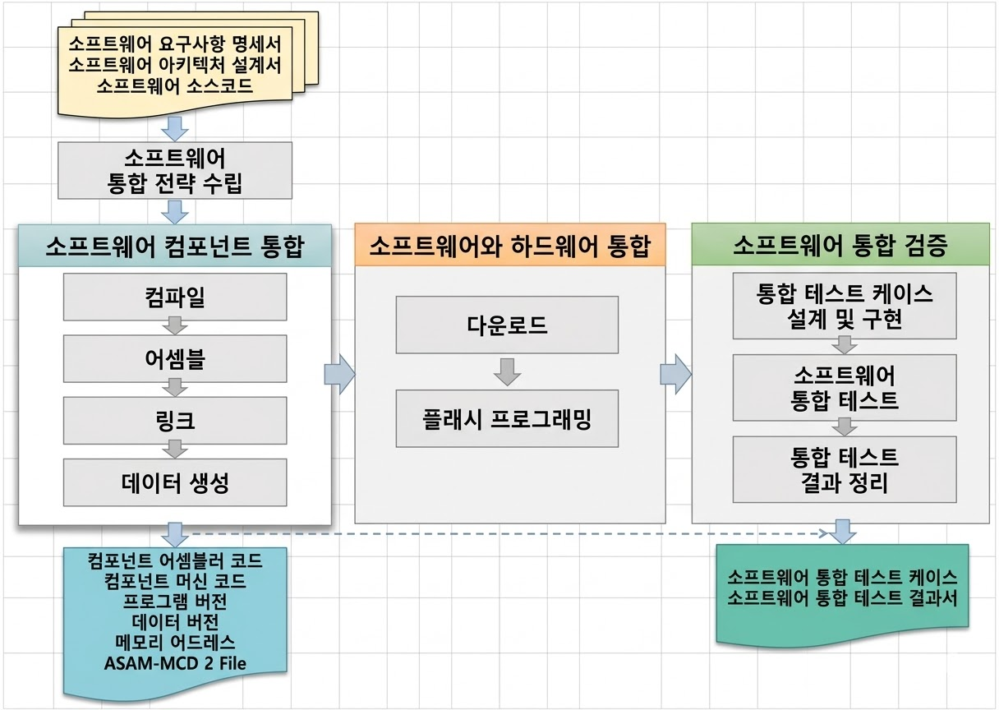 소프트웨어 요구사항 명세서
소프트웨어 아키텍처 설계서
소프트웨어 소스코드
소프트웨어
통합 전략 수립
소프트웨어 컴포넌트 통합
컴파일
어셈블
링크
데이터 생성
소프트웨어와 하드웨어 통합
다운로드
플래시 프로그래밍
소프트웨어 통합 검증
통합 테스트 케이스
설계 및 구현
소프트웨어
통합 테스트
통합 테스트
결과 정리
컴포넌트 어셈블러 코드
컴포넌트 머신 코드
프로그램 버전
데이터 버전
메모리 어드레스
ASAM-MCD 2 File
소프트웨어 통합 테스트 케이스
소프트웨어 통합 테스트 결과서